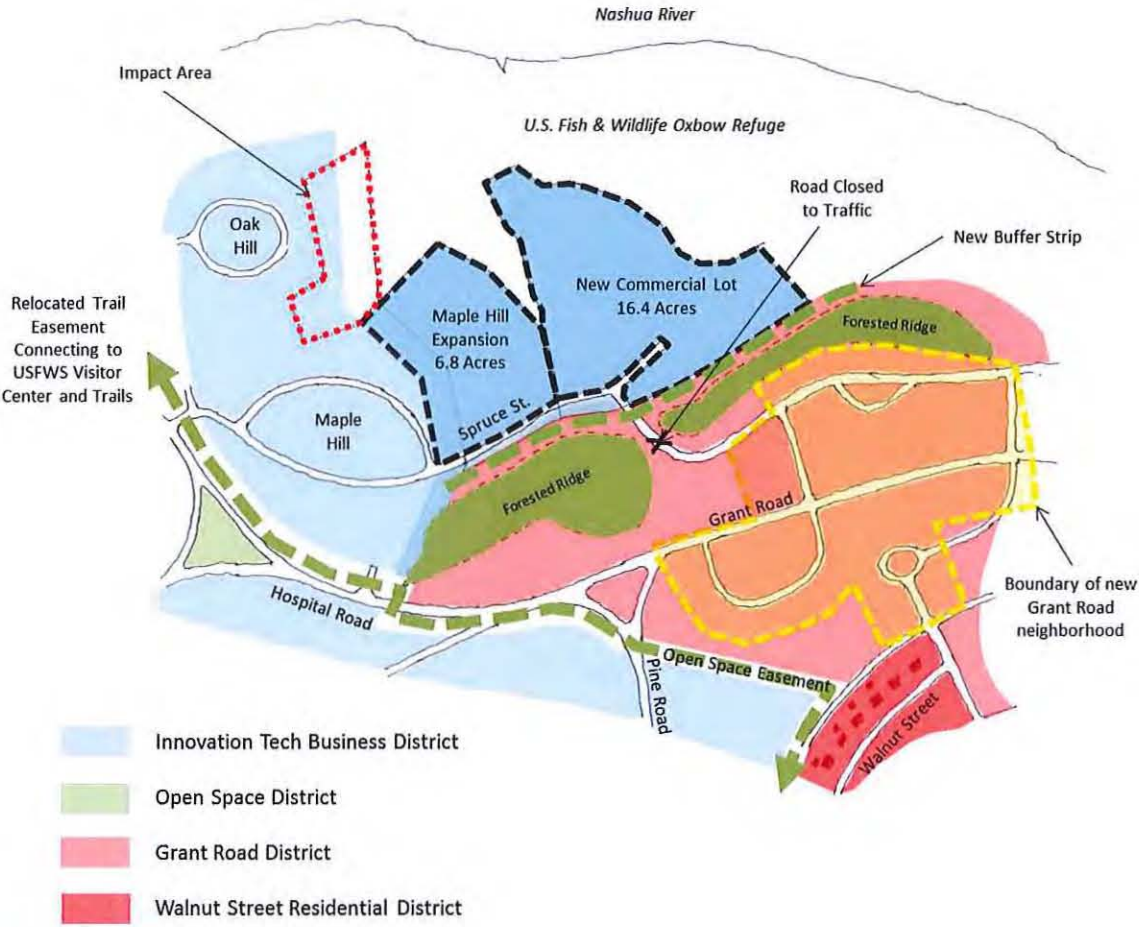 Nashua River
Impact Area
U.S. Fish & Wildlife Oxbow Refuge
Road Closed
to Traffic
New Buffer Strip
Oak
Hill
New Commercial Lot
16.4 Acres
Relocated Trail
Easement
Connecting to
USFWS Visitor
Center and Trails
Maple Hill
Expansion
6.8 Acres
Forested Ridge
Maple
Hill
Spruce St.
Forested Ridge
Grant Road
Hospital Road
Boundary of new
Grant Road
neighborhood
Open Space Easement
Pine Road
Walnut Street
Innovation Tech Business District
Open Space District
Grant Road District
Walnut Street Residential District